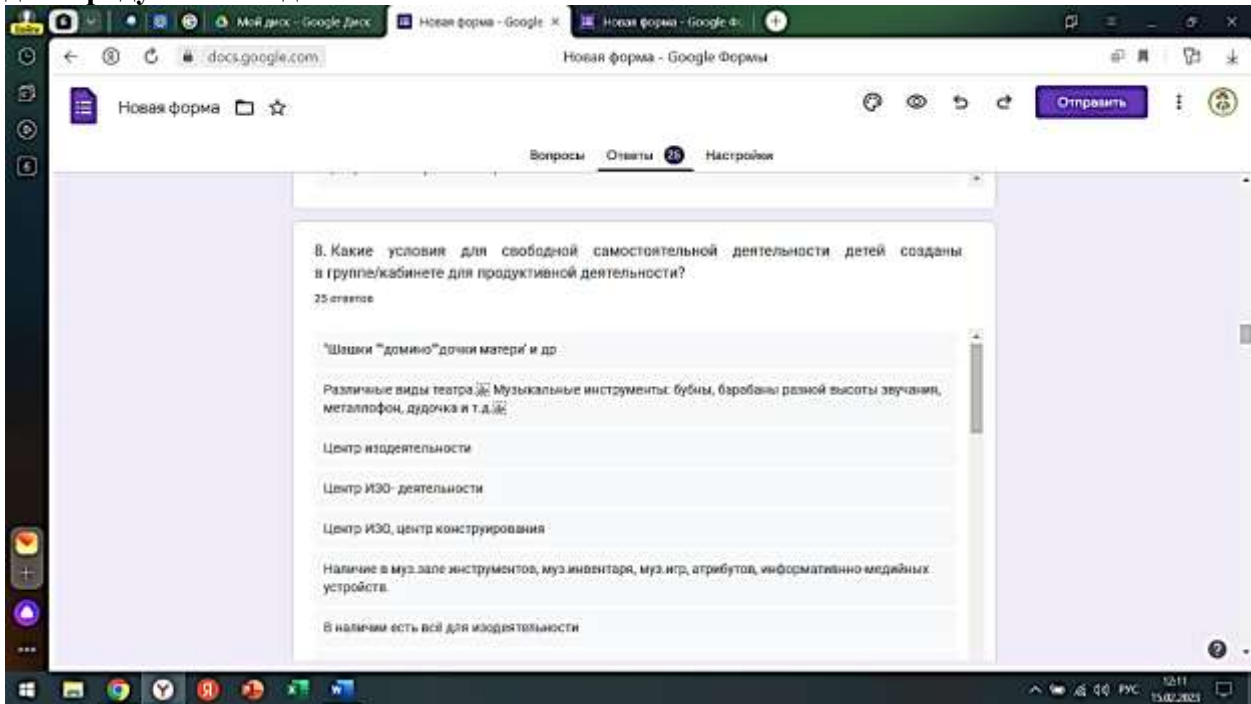 Мой диск - Google Диск
Новая форма - Google
Новая форма - Google Ф
docs.google.com
Новая форма - Google Формы
Новая форма
Отправить
Вопросы Ответы Настройки
8. Какие условия для свободной самостоятельной деятельности детей созданы
в группе/кабинете для продуктивной деятельности?
25 ответов
"Шашки ""домино""дочки матери' и др
Различные виды театра. Музыкальные инструменты: бубны, барабаны разной высоты звучания,
металлофон, дудочка и т.д.
Центр изодеятельности
Центр ИЗО- деятельности
Центр ИЗО, центр конструирования
Наличие в муз.зале инструментов, муз.инвентаря, муз.игр, атрибутов, информативнно-медийных
устройств.
В наличии есть всё для изодеятельности
РУС
12:11
15.02.2023